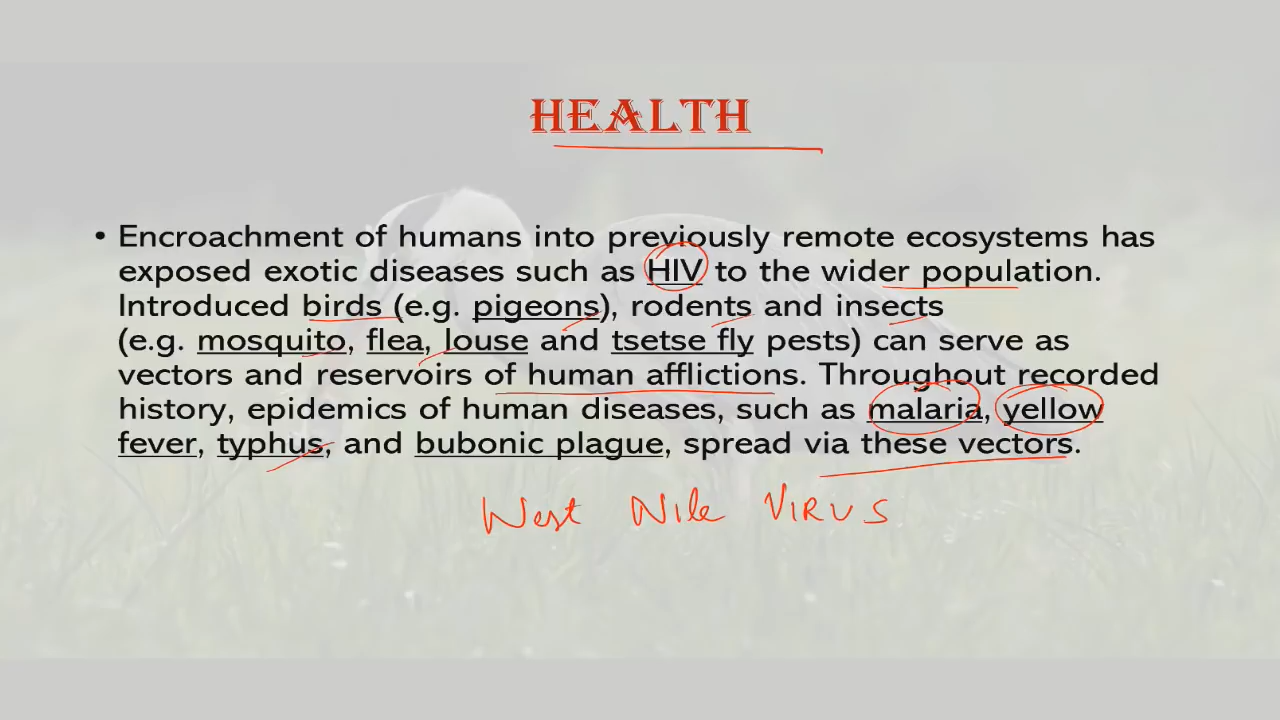 HEALTH
• Encroachment of humans into previously remote ecosystems has
exposed exotic diseases such as HIV to the wider population.
Introduced birds (e.g. pigeons), rodents and insects
(e.g. mosquito, flea, louse and tsetse fly pests) can serve as
vectors and reservoirs of human afflictions. Throughout recorded
history, epidemics of human diseases, such as malaria, yellow
fever, typhus, and bubonic plague, spread via these vectors.
West Nile VIRUS